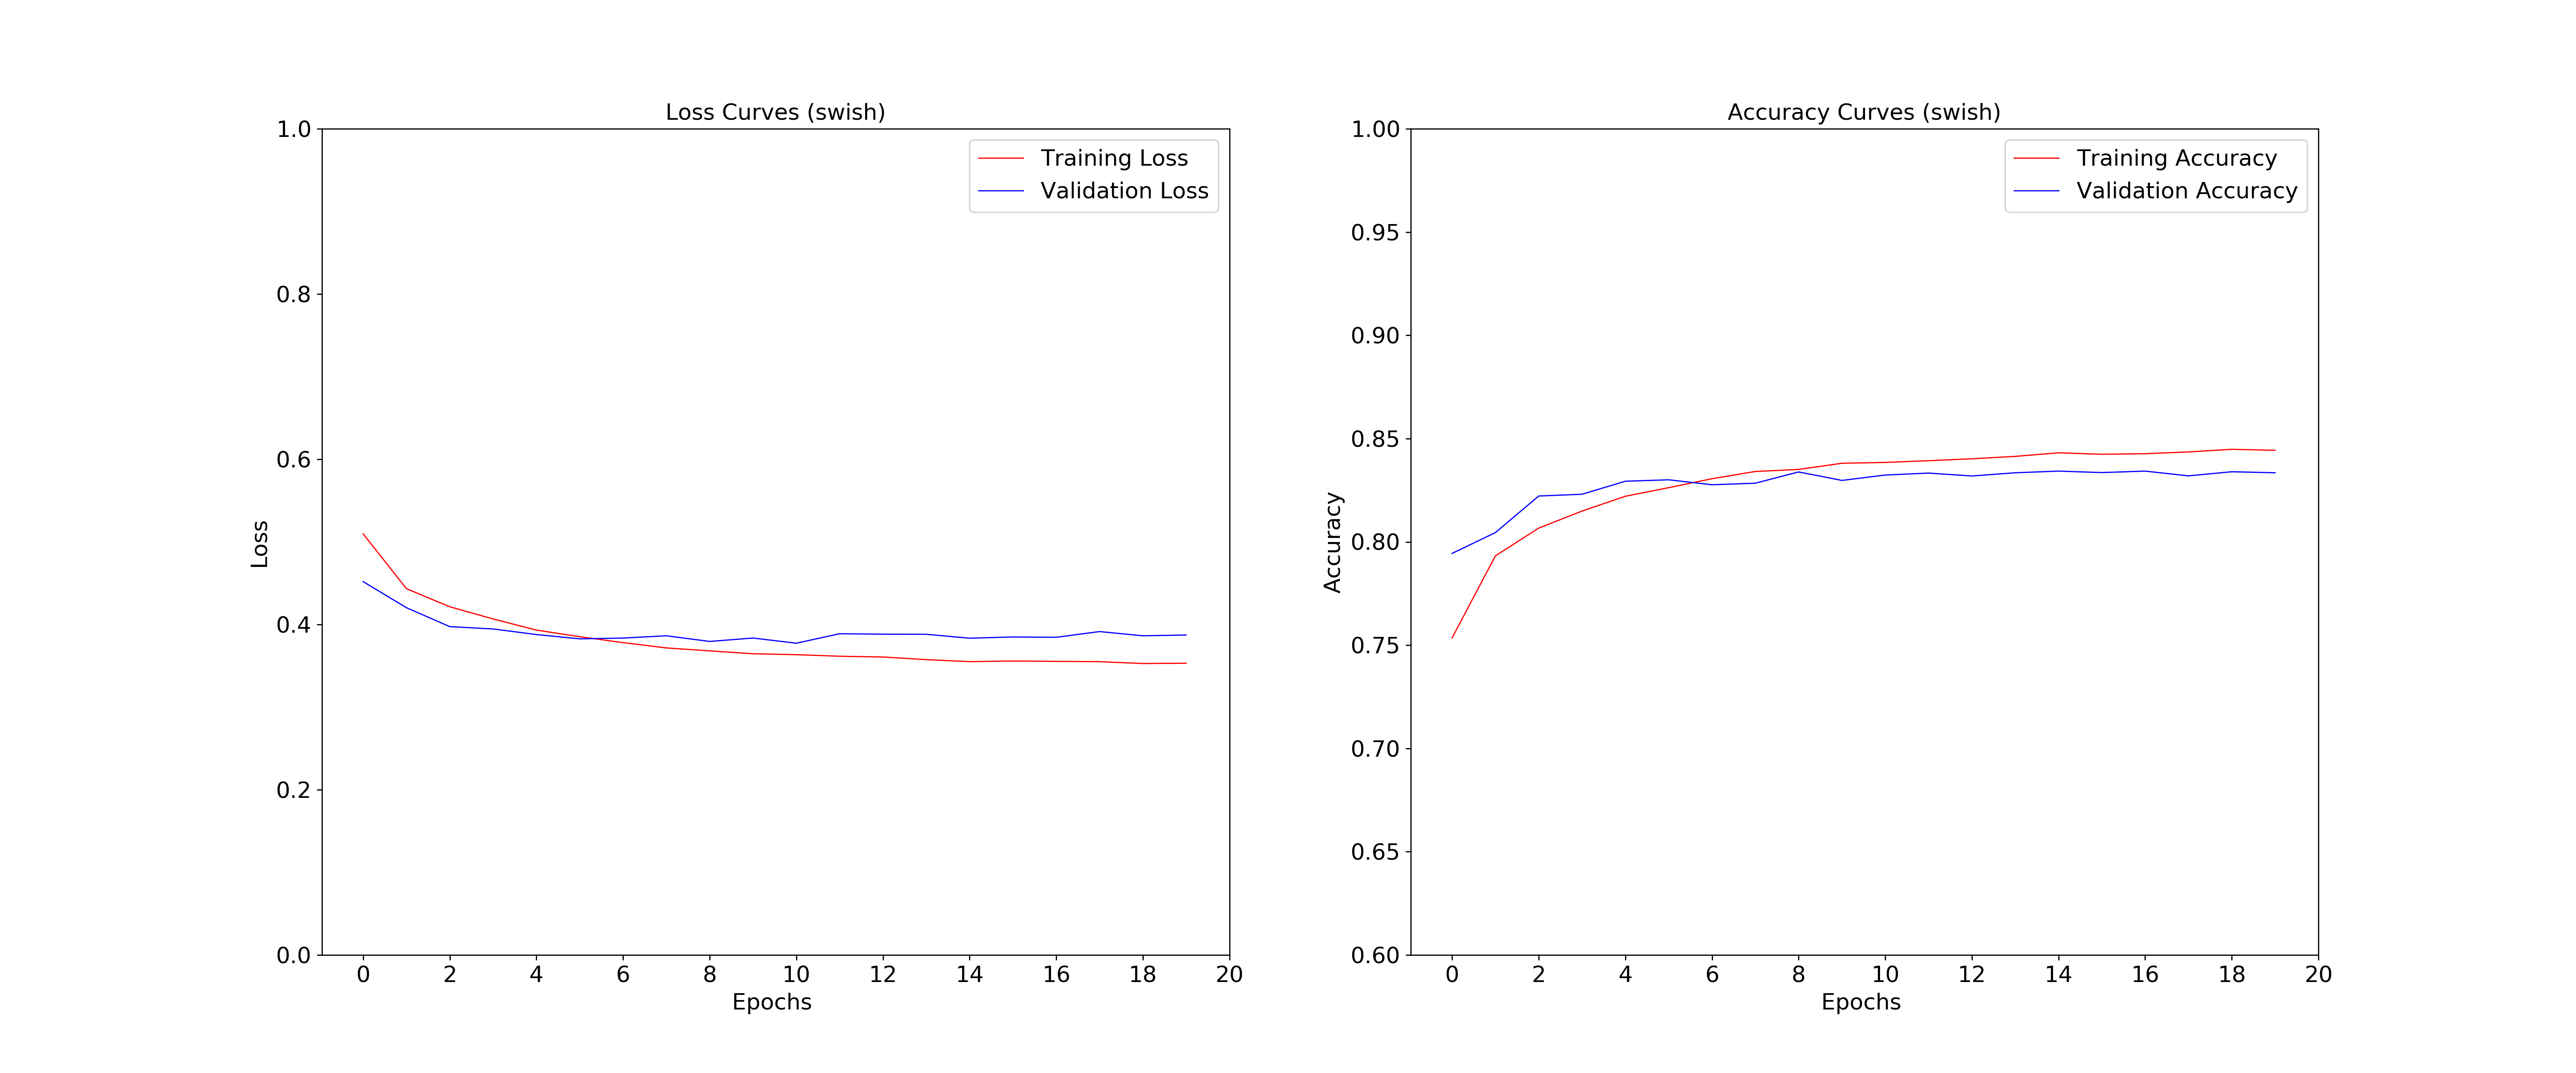 Loss Curves (swish)
1.0
0.8
0.6
0.4
0.2
0.0
Loss
Training Loss
Validation Loss
0 2 4 6 8 10 12 14 16 18 20
Epochs
Accuracy Curves (swish)
1.00
0.95
0.90
0.85
0.80
0.75
0.70
0.65
0.60
Accuracy
Training Accuracy
Validation Accuracy
0 2 4 6 8 10 12 14 16 18 20
Epochs